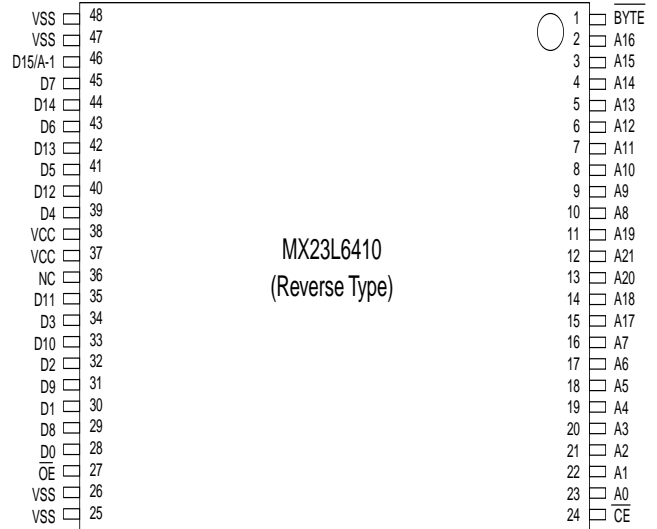 VSS 48 1 B̅Y̅T̅E̅
VSS 47 2 A16
D15/A-1 46 3 A15
D7 45 4 A14
D14 44 5 A13
D6 43 6 A12
D13 42 7 A11
D5 41 8 A10
D12 40 9 A9
D4 39 10 A8
VCC 38 11 A19
VCC 37 12 A21
NC 36 13 A20
D11 35 14 A18
D3 34 15 A17
D10 33 16 A7
D2 32 17 A6
D9 31 18 A5
D1 30 19 A4
D8 29 20 A3
D0 28 21 A2
O̅E̅ 27 22 A1
VSS 26 23 A0
VSS 25 24 C̅E̅
MX23L6410
(Reverse Type)